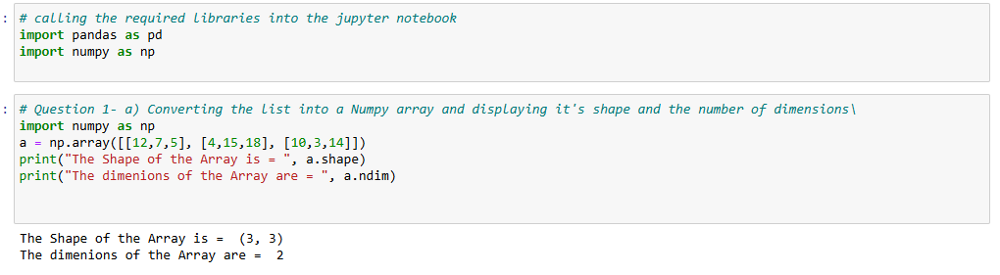 : # calling the required libraries into the jupyter notebook
import pandas as pd
import numpy as np
: # Question 1- a) Converting the list into a Numpy array and displaying it's shape and the number of dimensions\
import numpy as np
a = np.array([[12,7,5], [4,15,18], [10,3,14]])
print("The Shape of the Array is = ", a.shape)
print("The dimenions of the Array are = ", a.ndim)
The Shape of the Array is =  (3, 3)
The dimenions of the Array are =  2